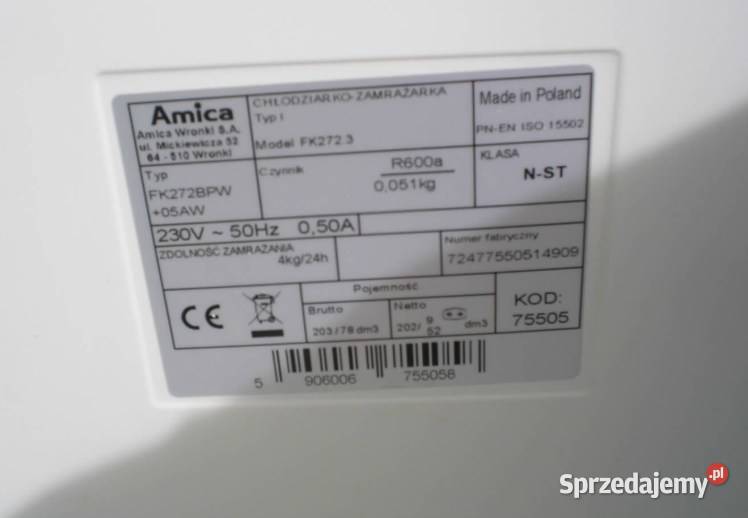 Amica
Amica Wronki S.A.
ul. Mickiewicza 52
64 - 510 Wronki
CHŁODZIARKO-ZAMRAŻARKA
Typ I
Model FK272.3
Made in Poland
PN-EN ISO 15502
Typ
FK272BPW
+05AW
Czynnik
R600a
0,051kg
KLASA
N-ST
230V ~ 50Hz 0,50A
ZDOLNOŚĆ ZAMRAŻANIA
4kg/24h
Numer fabryczny
72477550514909
CE
Pojemność
Brutto
203/78 dm3
Netto
202/ 9
52 dm3
KOD:
75505
5 906006 755058
Sprzedajemy.pl